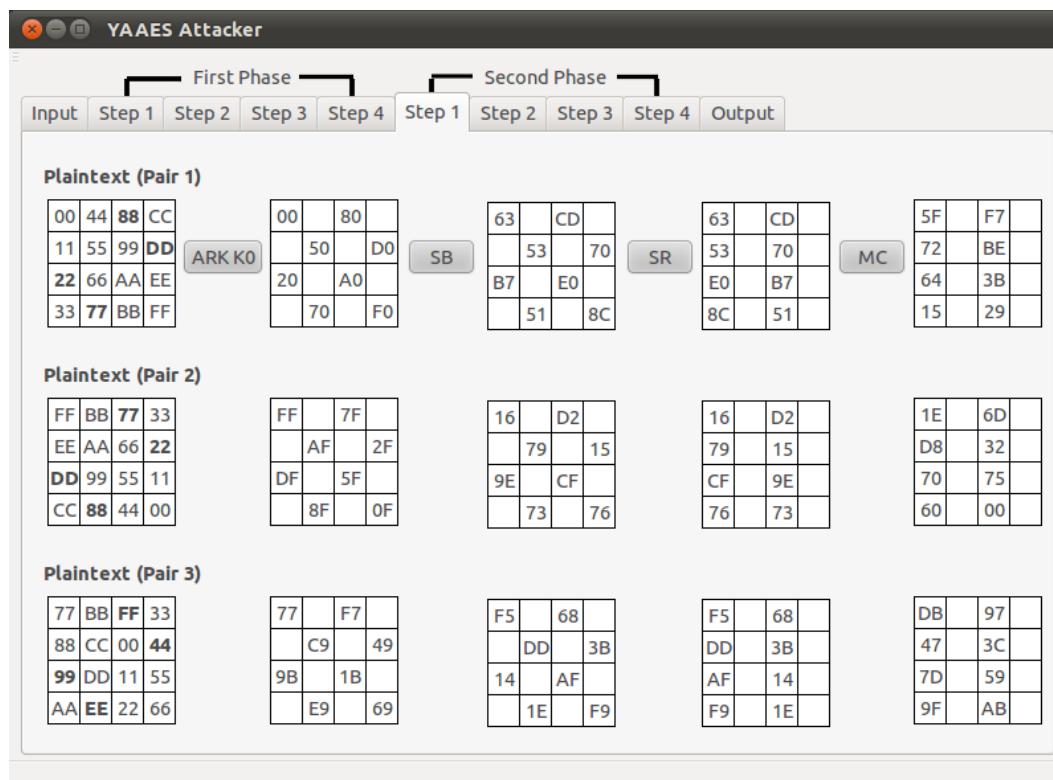 YAAES Attacker
First Phase Second Phase
Input Step 1 Step 2 Step 3 Step 4 Step 1 Step 2 Step 3 Step 4 Output
Plaintext (Pair 1)
00 44 88 CC 00 80 63 CD 63 CD 5F F7
11 55 99 DD 50 D0 53 70 53 70 72 BE
ARK K0 SB SR MC
22 66 AA EE 20 A0 B7 E0 E0 B7 64 3B
33 77 BB FF 70 F0 51 8C 8C 51 15 29
Plaintext (Pair 2)
FF BB 77 33 FF 7F 16 D2 16 D2 1E 6D
EE AA 66 22 AF 2F 79 15 79 15 D8 32
DD 99 55 11 DF 5F 9E CF CF 9E 70 75
CC 88 44 00 8F 0F 73 76 76 73 60 00
Plaintext (Pair 3)
77 BB FF 33 77 F7 F5 68 F5 68 DB 97
88 CC 00 44 C9 49 DD 3B DD 3B 47 3C
99 DD 11 55 9B 1B 14 AF AF 14 7D 59
AA EE 22 66 E9 69 1E F9 F9 1E 9F AB